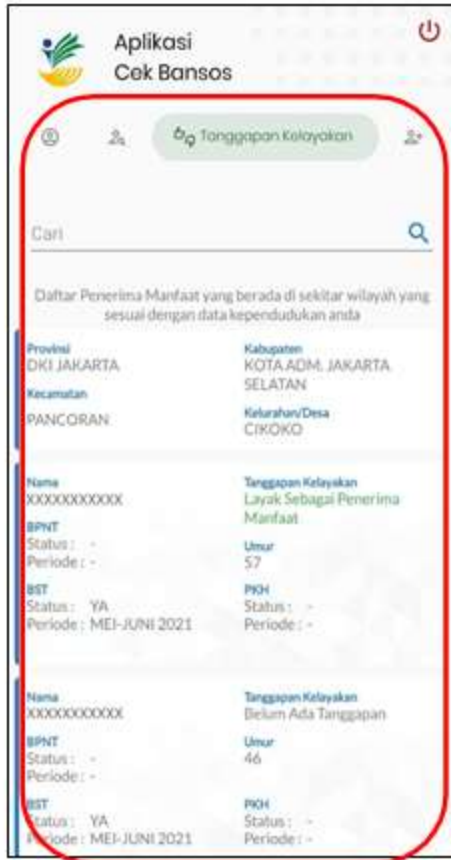 Aplikasi
Cek Bansos
Tanggapan Kelayakan
Cari
Daftar Penerima Manfaat yang berada di sekitar wilayah yang
sesuai dengan data kependudukan anda
Provinsi
DKI JAKARTA
Kabupaten
KOTA ADM. JAKARTA
SELATAN
Kecamatan
PANCORAN
Kelurahan/Desa
CIKOKO
Nama
XXXXXXXXXXX
Tanggapan Kelayakan
Layak Sebagai Penerima
Manfaat
BPNT
Status : -
Periode : -
Umur
57
BST
Status : YA
Periode : MEI-JUNI 2021
PKH
Status : -
Periode : -
Nama
XXXXXXXXXXX
Tanggapan Kelayakan
Belum Ada Tanggapan
BPNT
Status : -
Periode : -
Umur
46
BST
Status : YA
Periode : MEI-JUNI 2021
PKH
Status : -
Periode : -